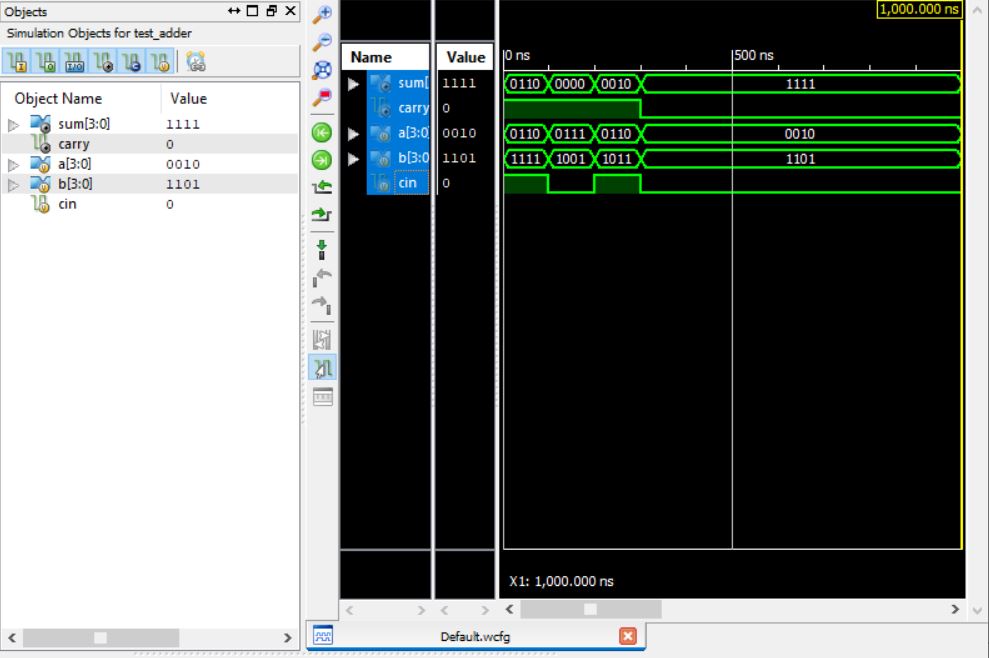 Objects
Simulation Objects for test_adder
Object Name Value
sum[3:0] 1111
carry 0
a[3:0] 0010
b[3:0] 1101
cin 0
Name Value
sum[ 1111
carry 0
a[3:0 0010
b[3:0 1101
cin 0
1,000.000 ns
0 ns 500 ns
0110 0000 0010 1111
0110 0111 0110 0010
1111 1001 1011 1101
X1: 1,000.000 ns
Default.wcfg